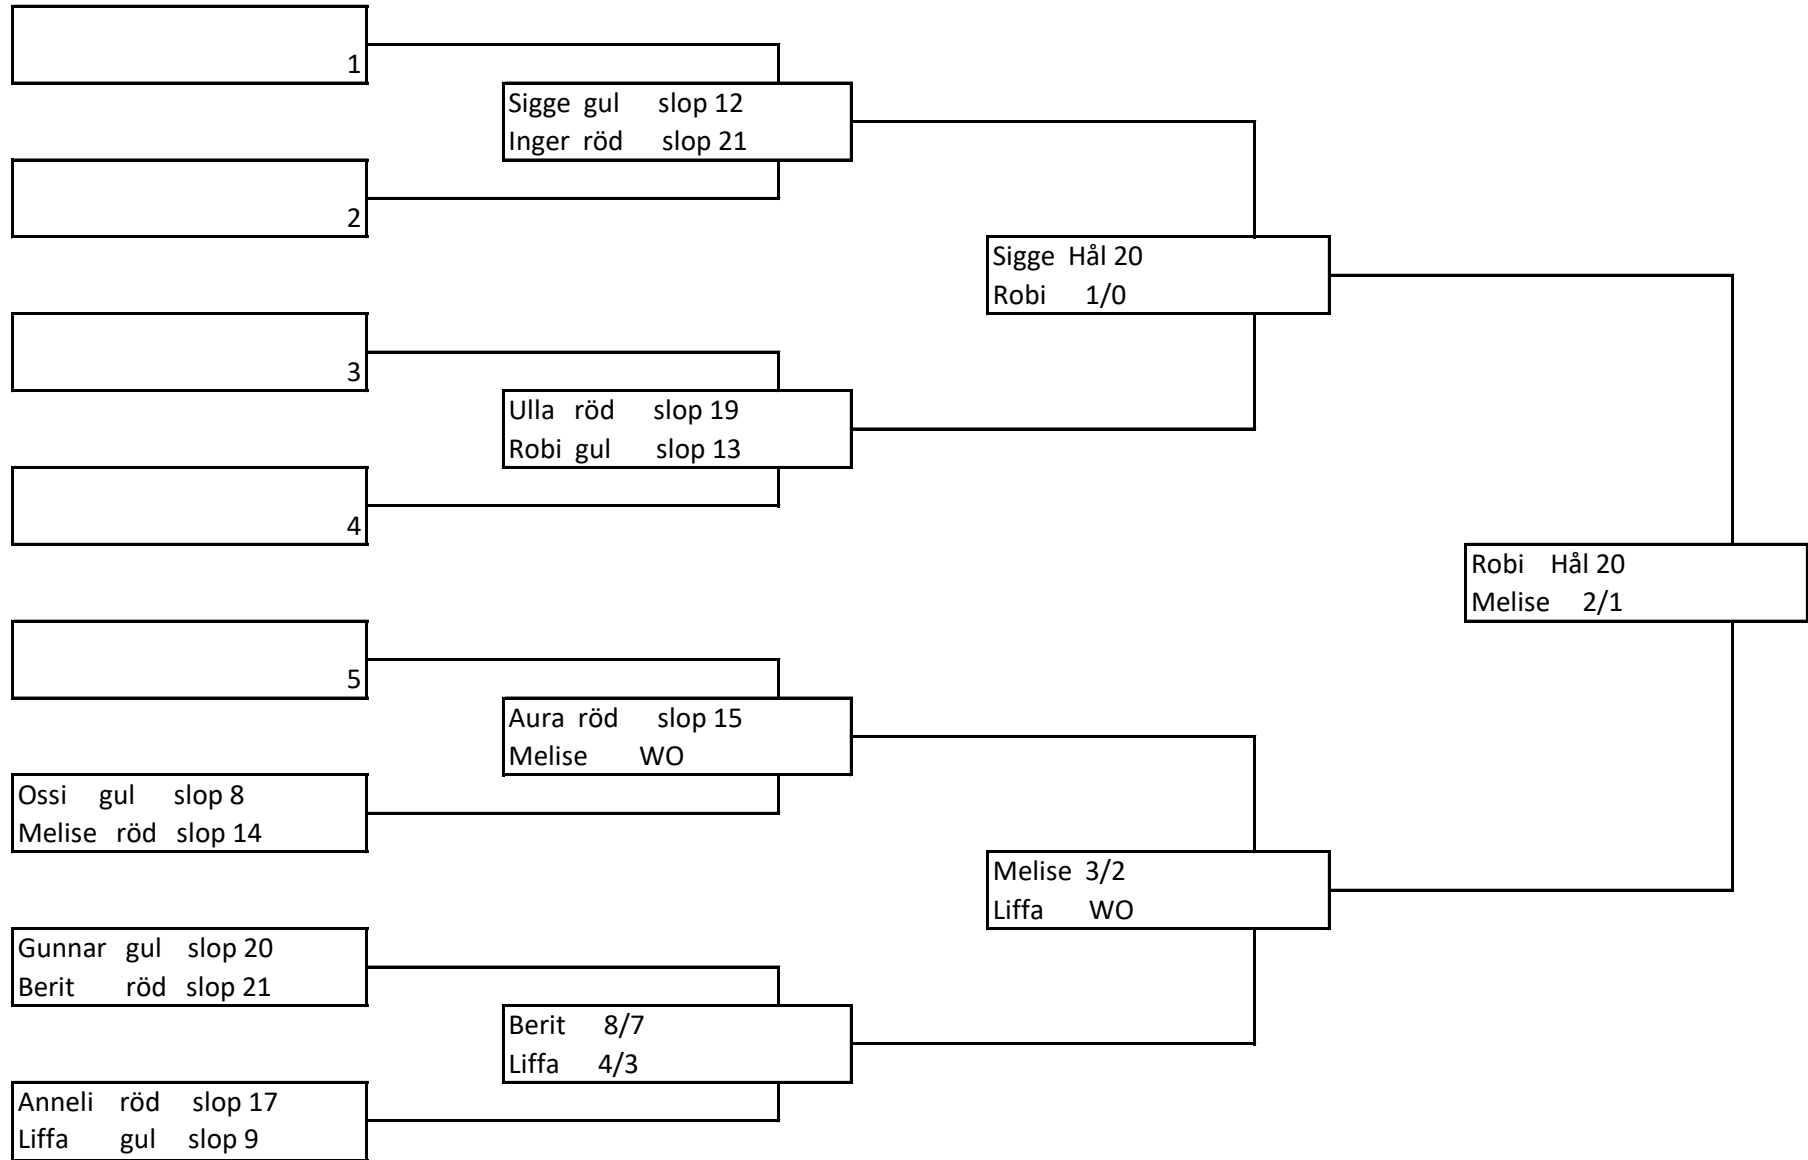 1
Sigge gul slop 12
Inger röd slop 21
2
Sigge Hål 20
Robi 1/0
3
Ulla röd slop 19
Robi gul slop 13
4
Robi Hål 20
Melise 2/1
5
Aura röd slop 15
Melise WO
Ossi gul slop 8
Melise röd slop 14
Melise 3/2
Liffa WO
Gunnar gul slop 20
Berit röd slop 21
Berit 8/7
Liffa 4/3
Anneli röd slop 17
Liffa gul slop 9